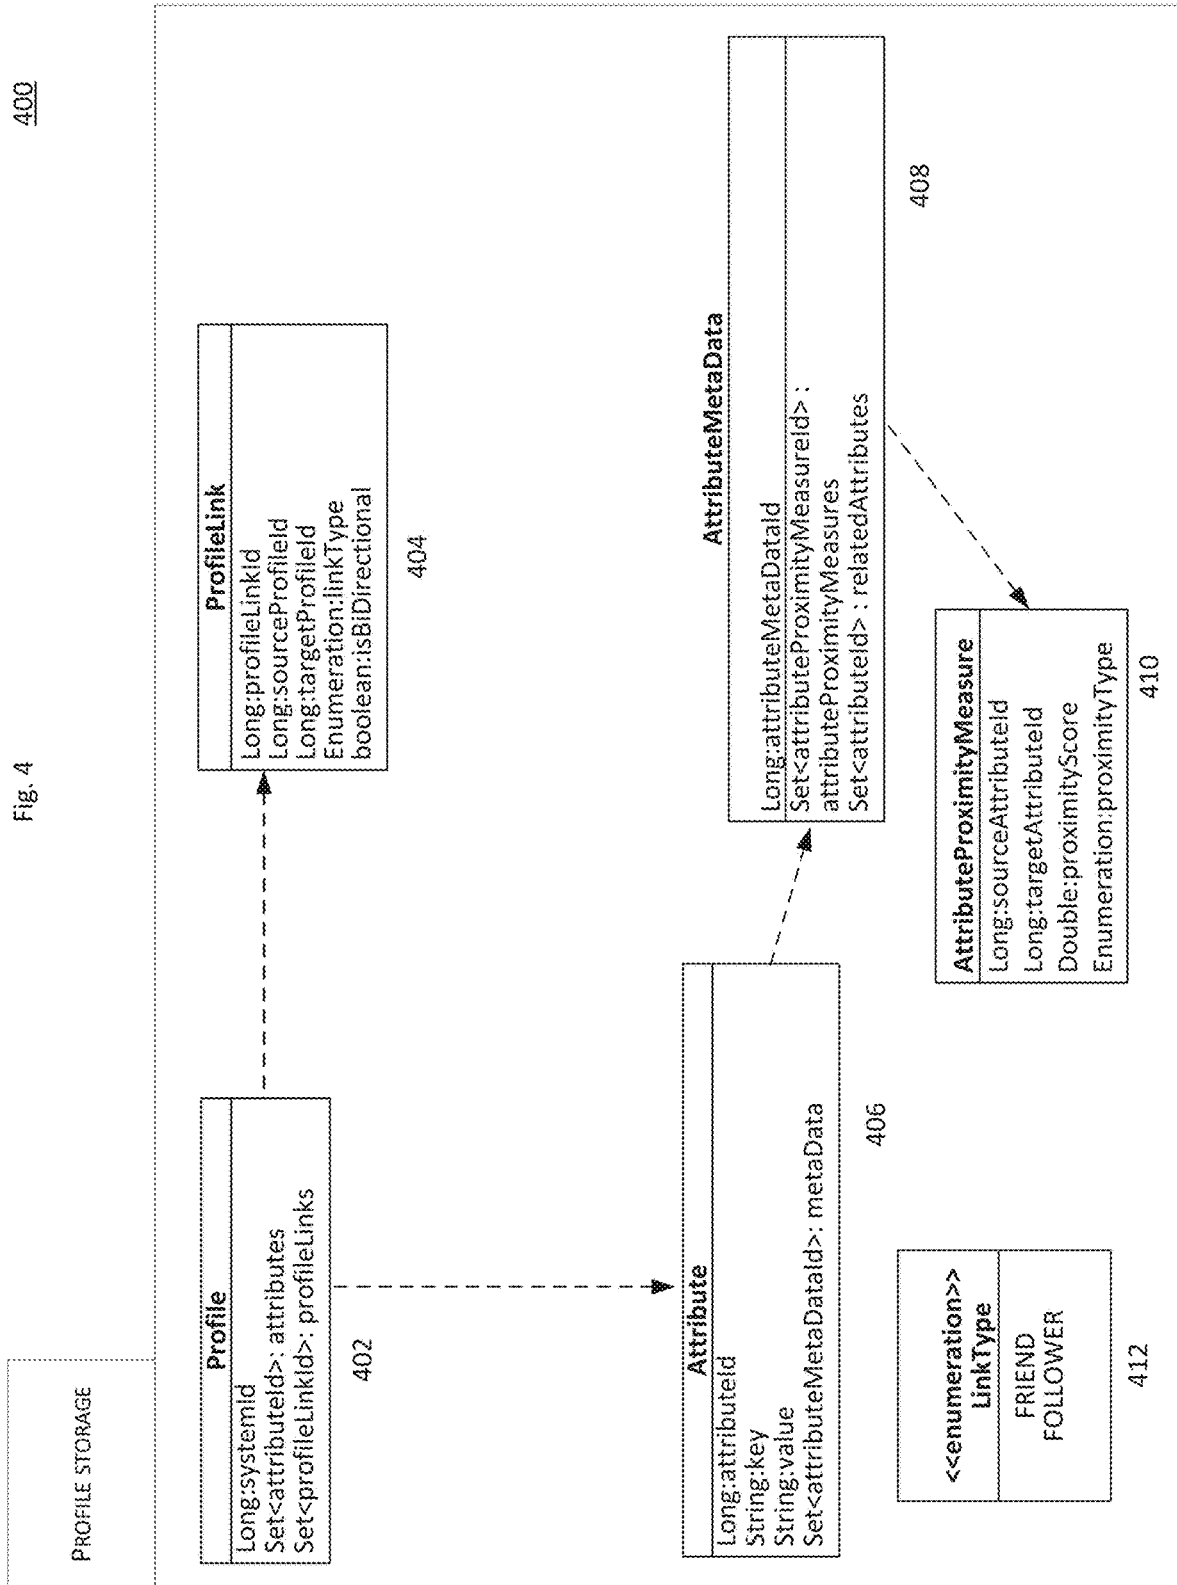 Fig. 4
400
PROFILE STORAGE
Profile
Long:systemId
Set<attributeId>: attributes
Set<profileLinkId>: profileLinks
402
ProfileLink
Long:profileLinkId
Long:sourceProfileId
Long:targetProfileId
Enumeration:linkType
boolean:isBiDirectional
404
Attribute
Long:attributeId
String:key
String:value
Set<attributeMetaDataId>: metaData
406
AttributeMetaData
Long:attributeMetaDataId
Set<attributeProximityMeasureId> :
attributeProximityMeasures
Set<attributeId> : relatedAttributes
408
<<enumeration>>
LinkType
FRIEND
FOLLOWER
412
AttributeProximityMeasure
Long:sourceAttributeId
Long:targetAttributeId
Double:proximityScore
Enumeration:proximityType
410